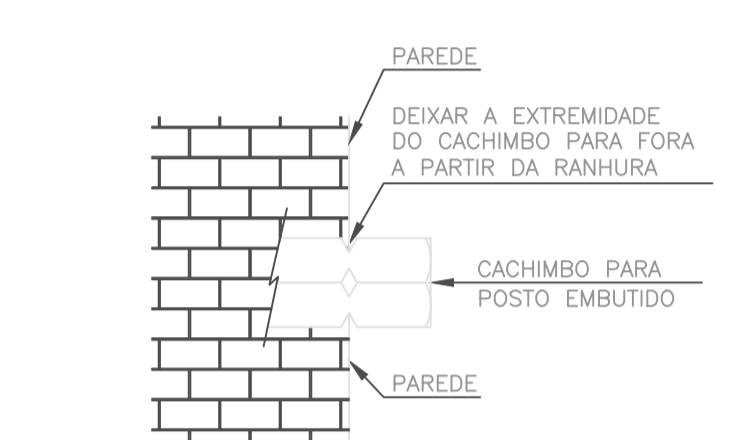 PAREDE
DEIXAR A EXTREMIDADE
DO CACHIMBO PARA FORA
A PARTIR DA RANHURA
CACHIMBO PARA
POSTO EMBUTIDO
PAREDE